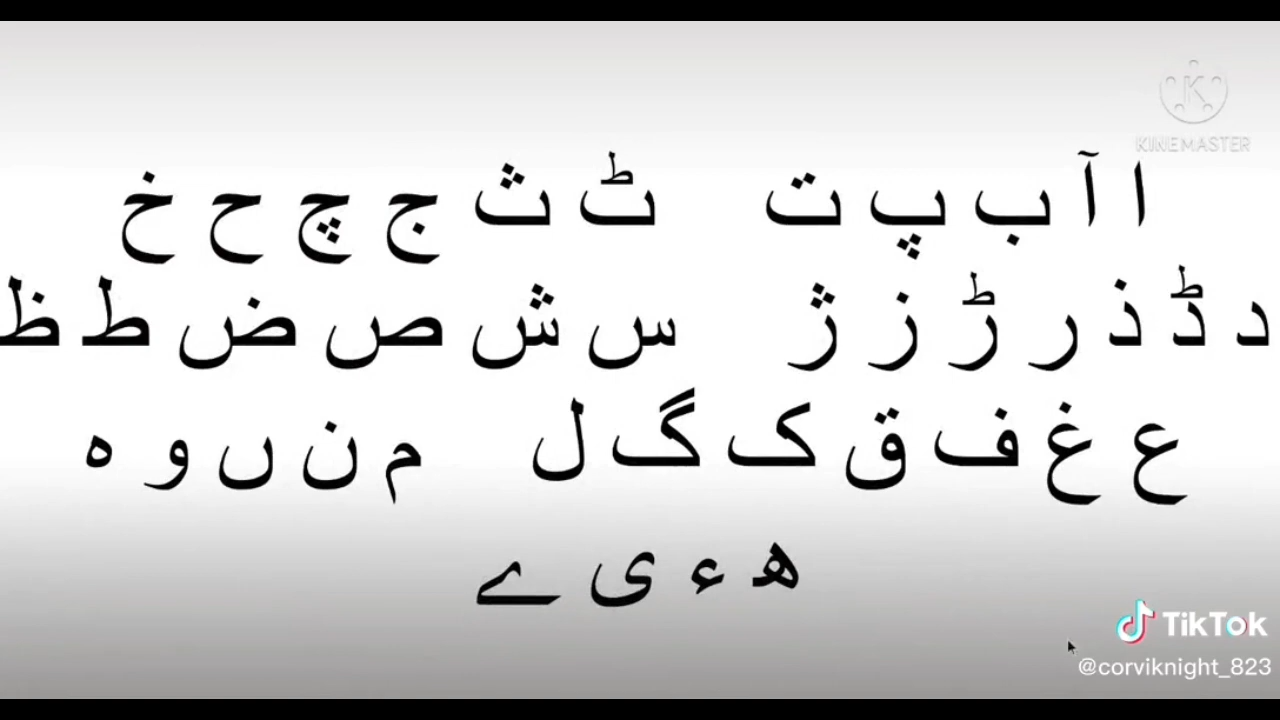 KINEMASTER
ا آ ب پ ت ٹ ث ج چ ح خ
د ڈ ذ ر ڑ ز ژ س ش ص ض ط ظ
ع غ ف ق ک گ ل م ن ں و ہ
ھ ء ی ے
TikTok
@corviknight_823